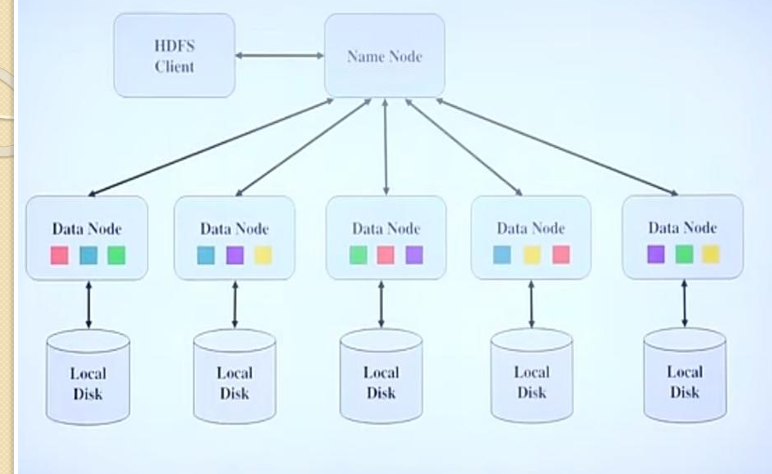 HDFS
Client
Name Node
Data Node
Data Node
Data Node
Data Node
Data Node
Local
Disk
Local
Disk
Local
Disk
Local
Disk
Local
Disk